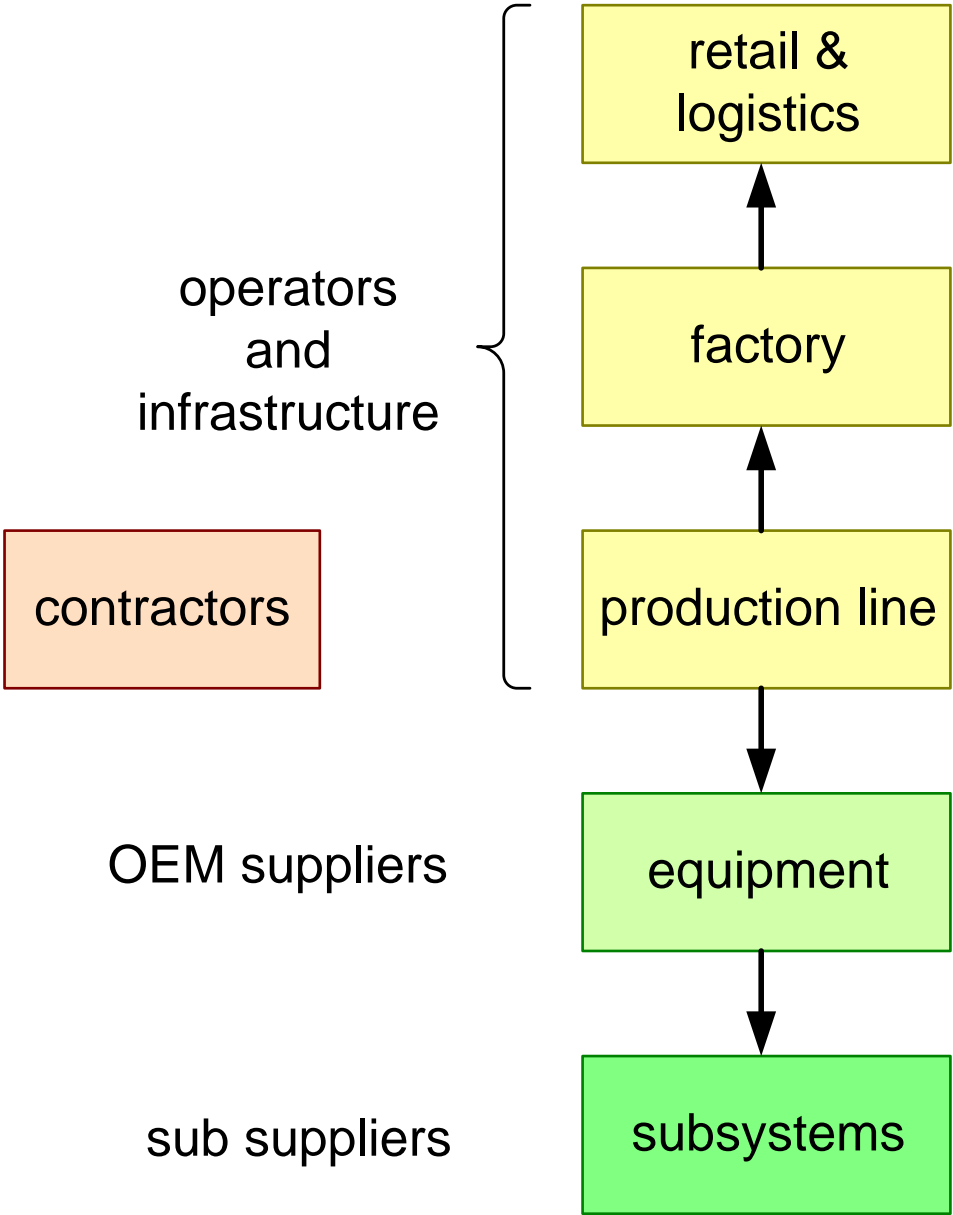 retail &
logistics
operators
and
infrastructure
factory
contractors
production line
OEM suppliers
equipment
sub suppliers
subsystems